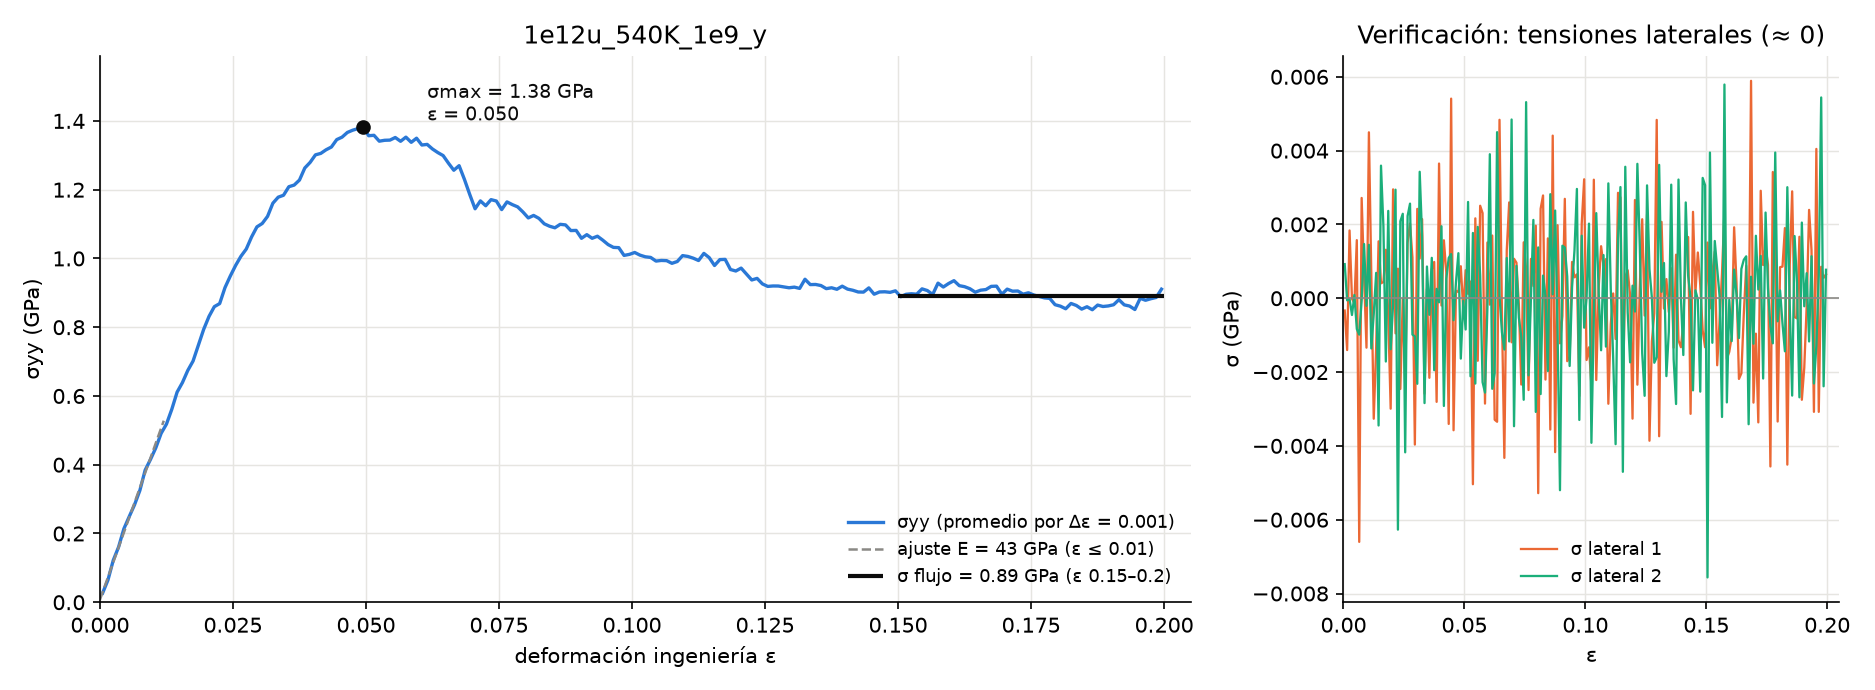 1e12u_540K_1e9_y
σmax = 1.38 GPa
ε = 0.050
σyy (GPa)
1.4
1.2
1.0
0.8
0.6
0.4
0.2
0.0
0.000 0.025 0.050 0.075 0.100 0.125 0.150 0.175 0.200
deformación ingeniería ε
σyy (promedio por Δε = 0.001)
ajuste E = 43 GPa (ε ≤ 0.01)
σ flujo = 0.89 GPa (ε 0.15–0.2)
Verificación: tensiones laterales (≈ 0)
σ (GPa)
0.006
0.004
0.002
0.000
−0.002
−0.004
−0.006
−0.008
0.00 0.05 0.10 0.15 0.20
ε
σ lateral 1
σ lateral 2